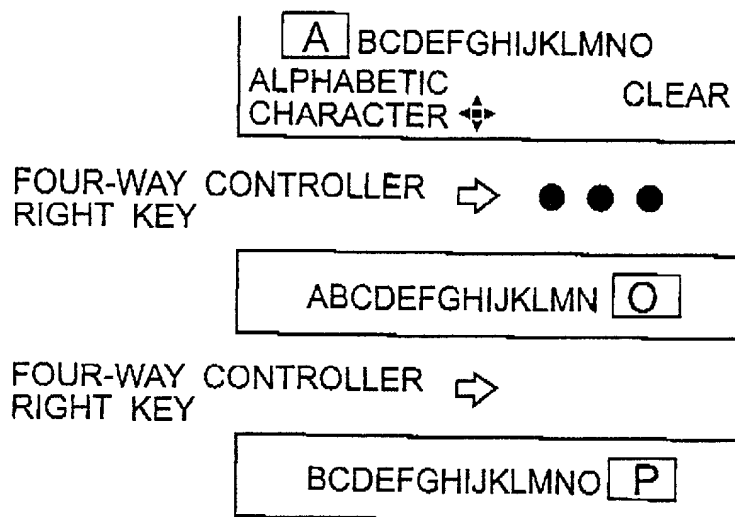 A BCDEFGHIJKLMNO
ALPHABETIC
CHARACTER CLEAR
FOUR-WAY CONTROLLER
RIGHT KEY
ABCDEFGHIJKLMN O
FOUR-WAY CONTROLLER
RIGHT KEY
BCDEFGHIJKLMNO P